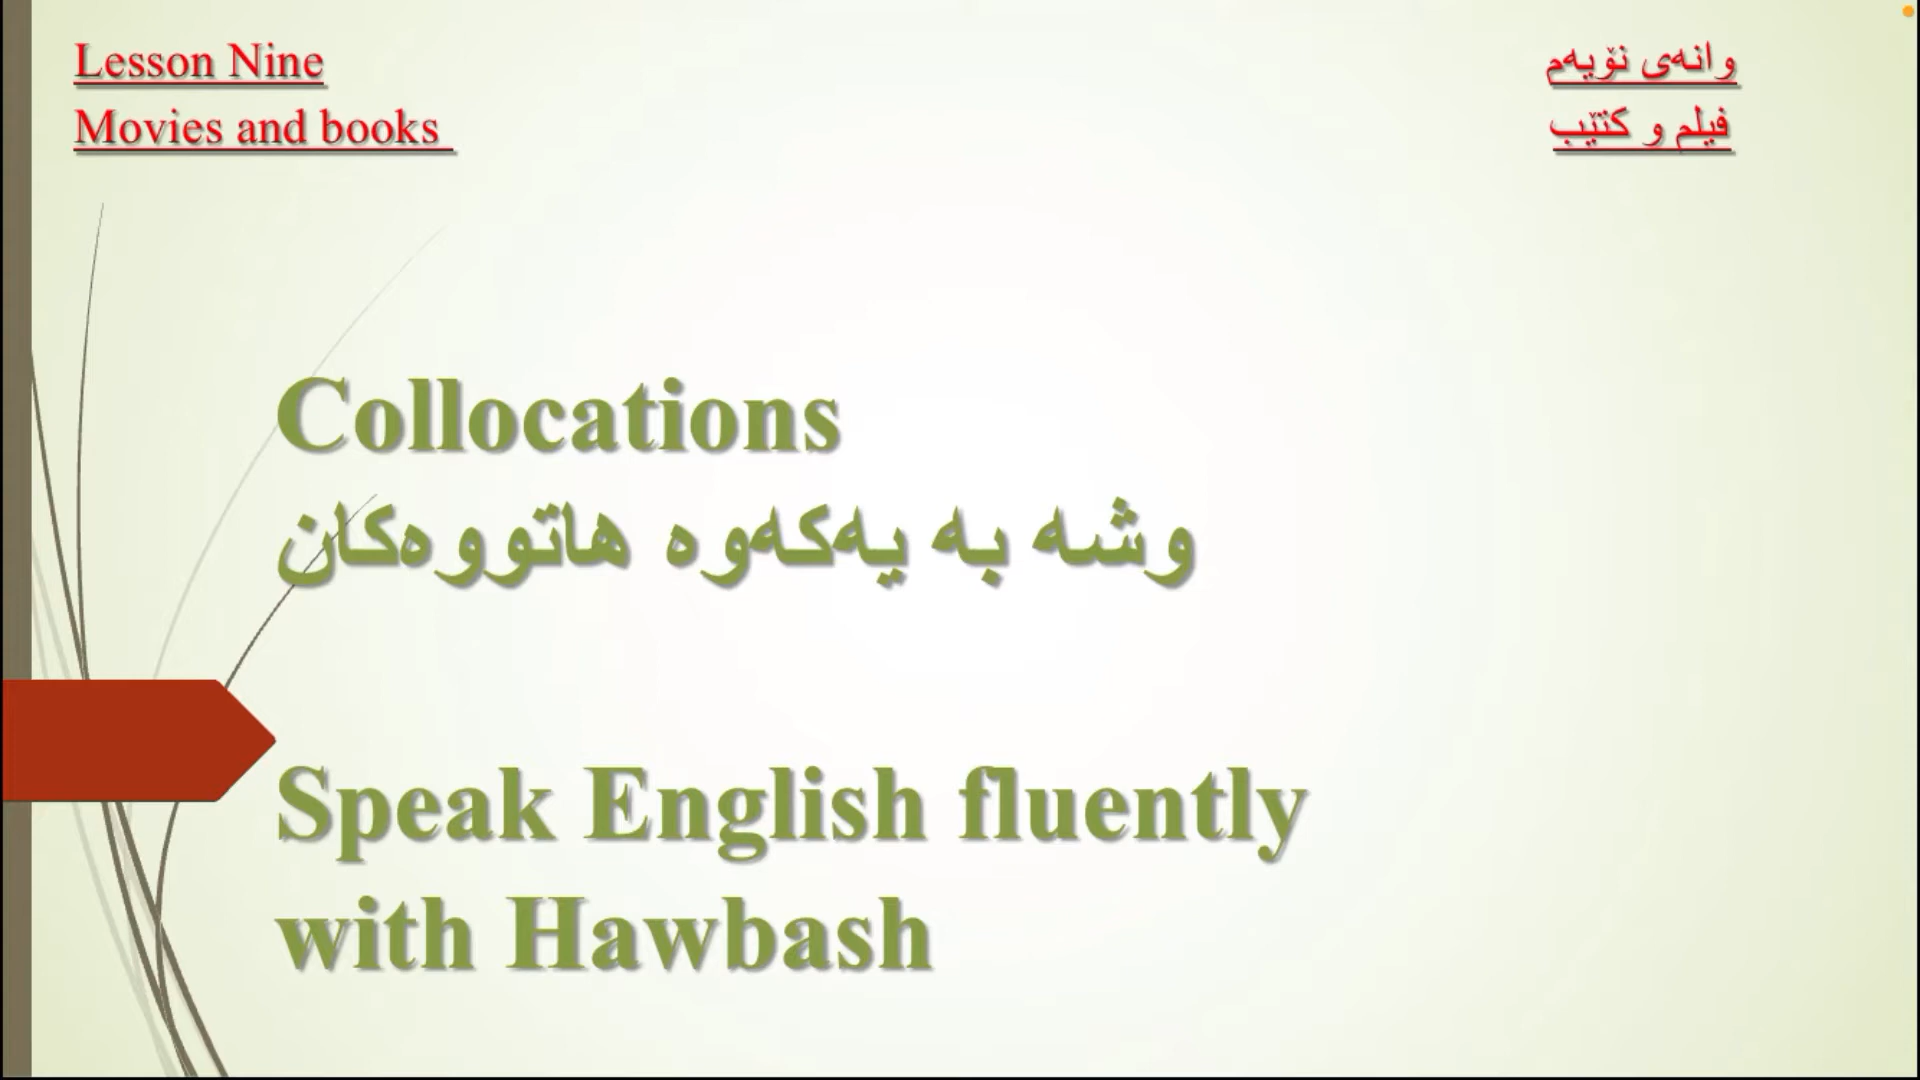 Lesson Nine
وانەی نۆیەم
Movies and books
فیلم و کتێب
Collocations
وشە بە یەکەوە هاتووەکان
Speak English fluently
with Hawbash